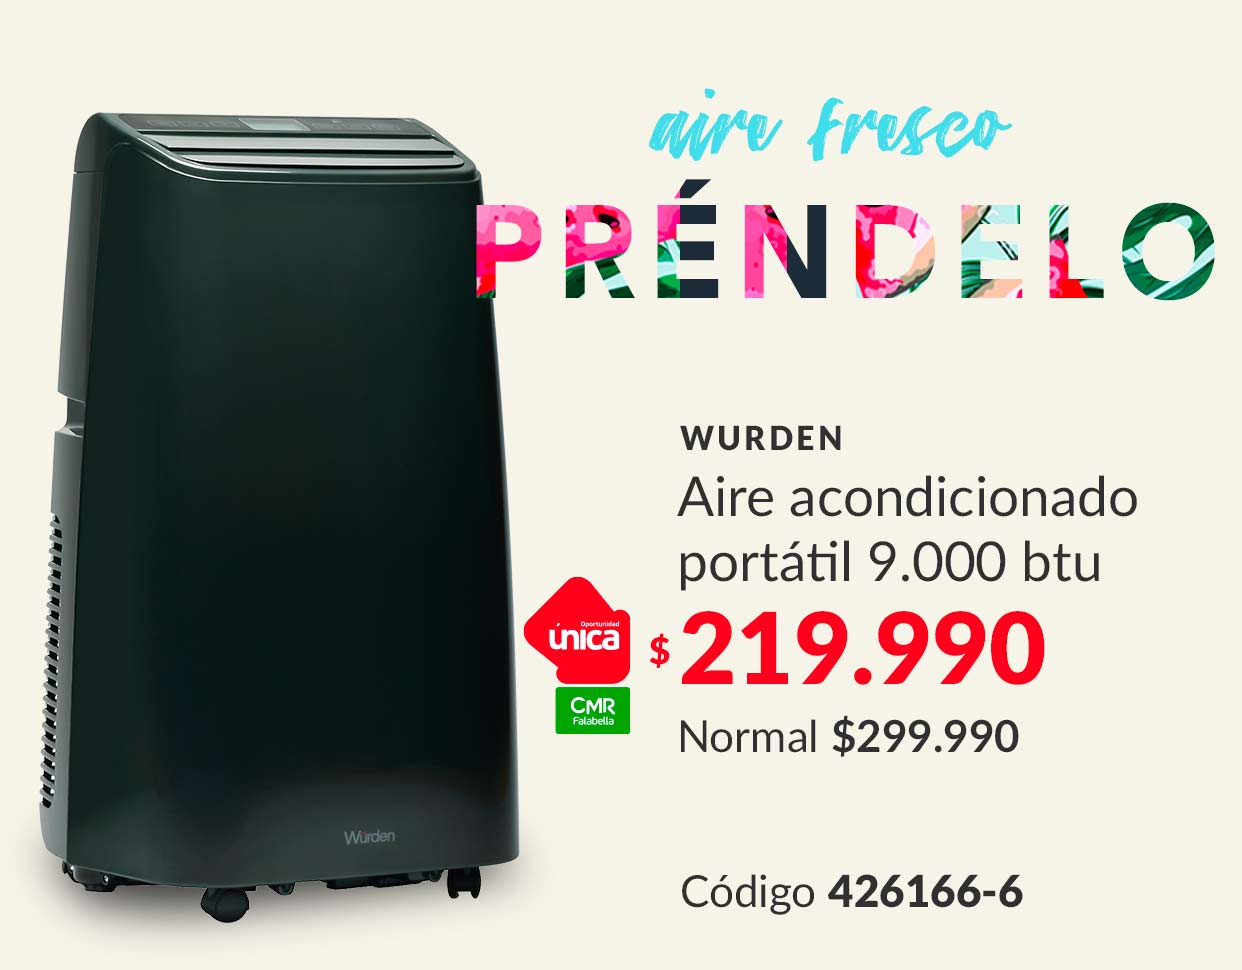 aire fresco
PRÉNDELO
WURDEN
Aire acondicionado
portátil 9.000 btu
Oportunidad
única
$ 219.990
CMR
Falabella
Normal $299.990
Würden
Código 426166-6